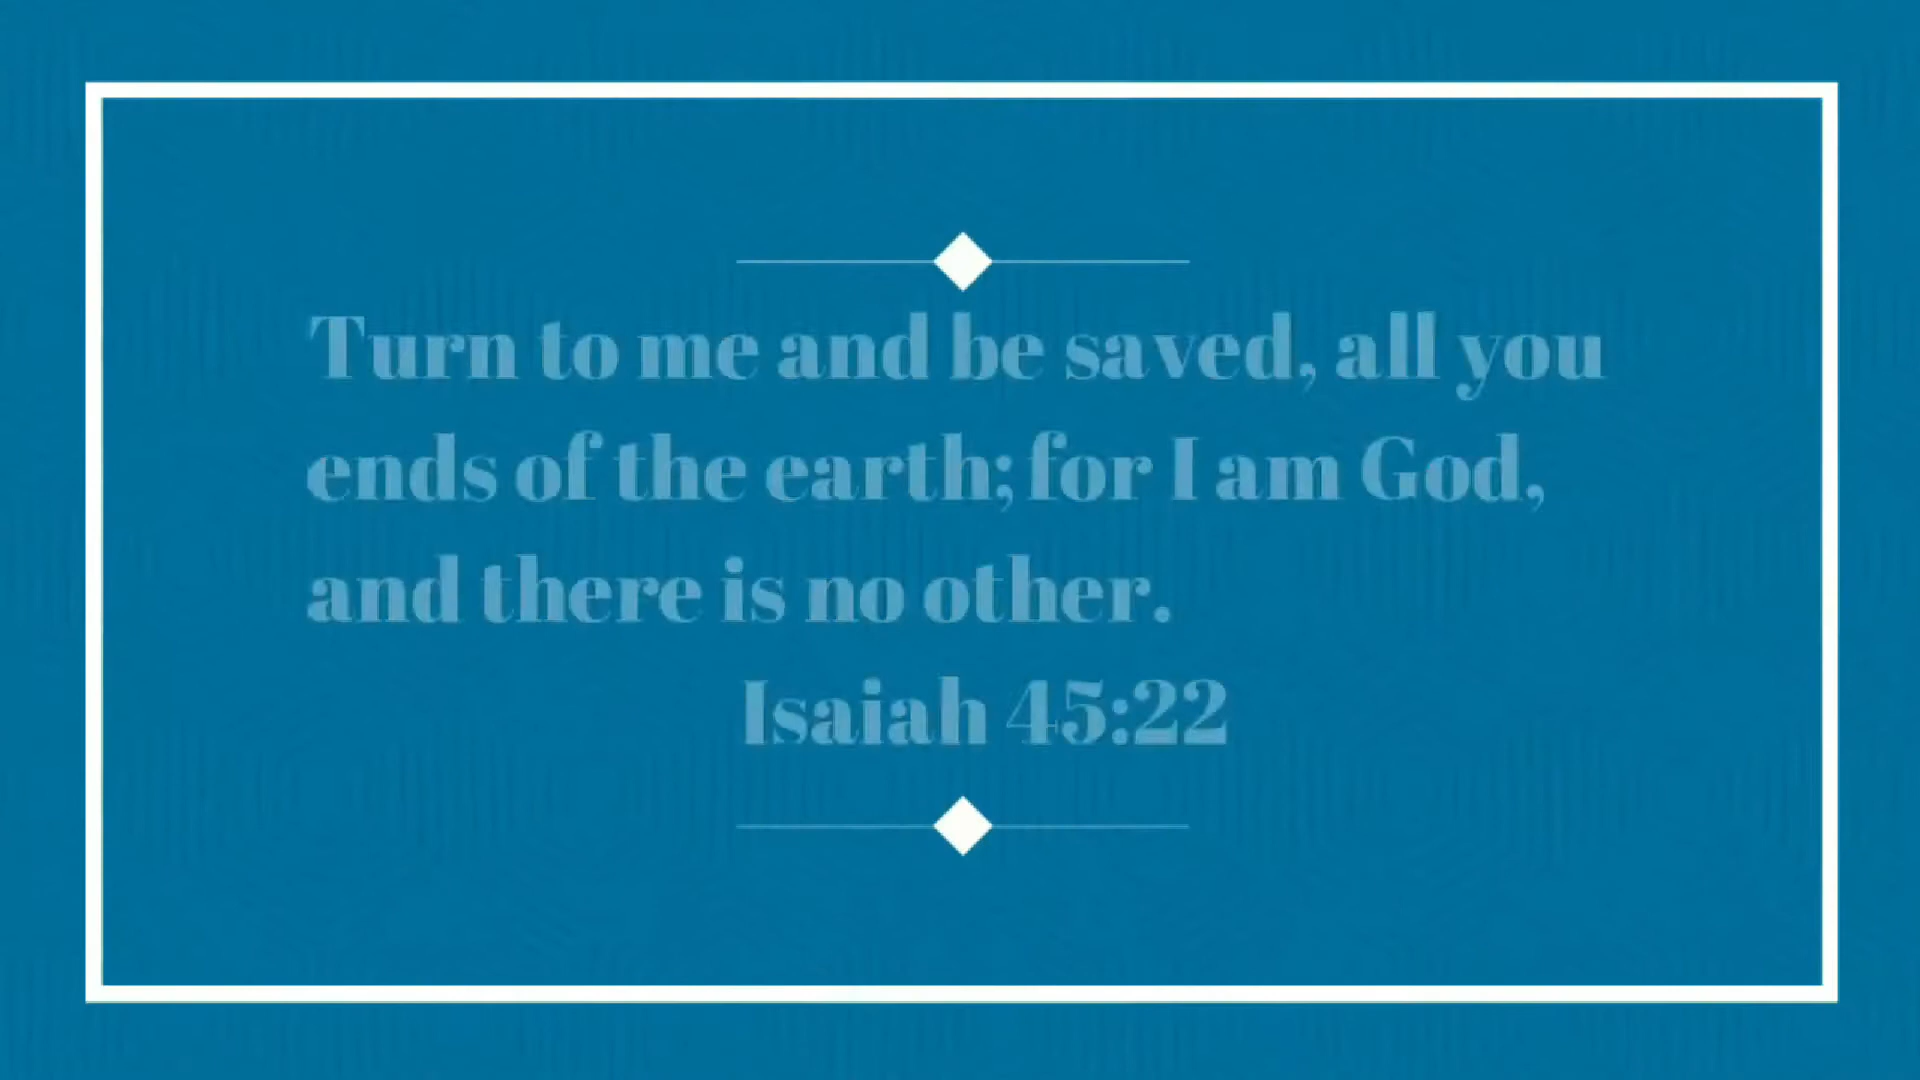 Turn to me and be saved, all you
ends of the earth; for I am God,
and there is no other.
Isaiah 45:22